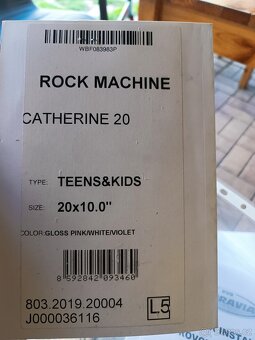 WBF083983P
ROCK MACHINE
CATHERINE 20
TYPE: TEENS&KIDS
SIZE: 20x10.0"
COLOR:GLOSS PINK/WHITE/VIOLET
8 592842 093460
803.2019.20004
J000036116
L5